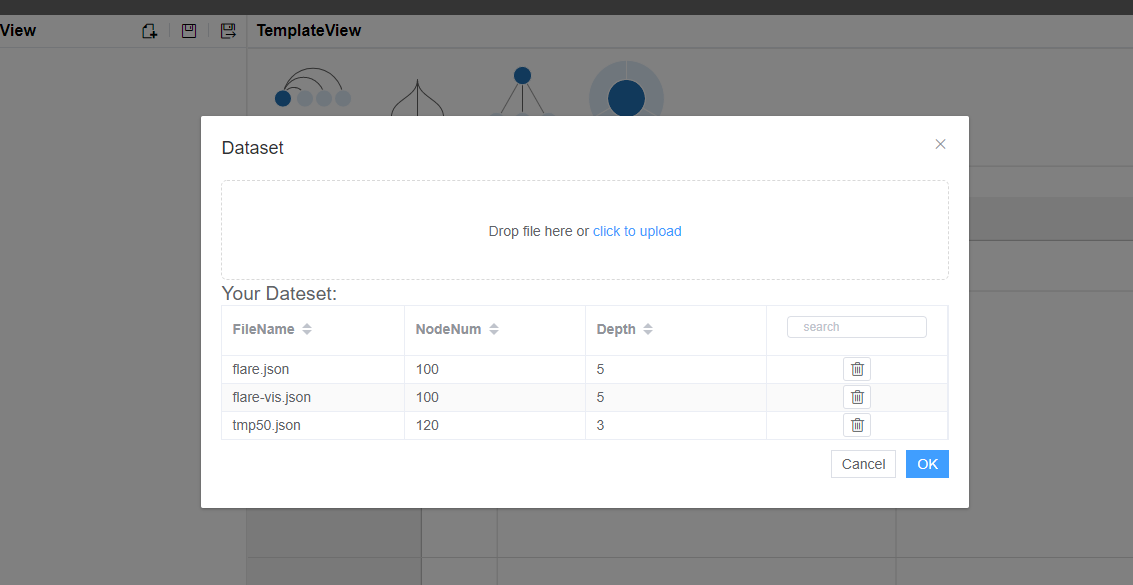 View
TemplateView
Dataset
Drop file here or click to upload
Your Dateset:
FileName NodeNum Depth search
flare.json 100 5
flare-vis.json 100 5
tmp50.json 120 3
Cancel OK